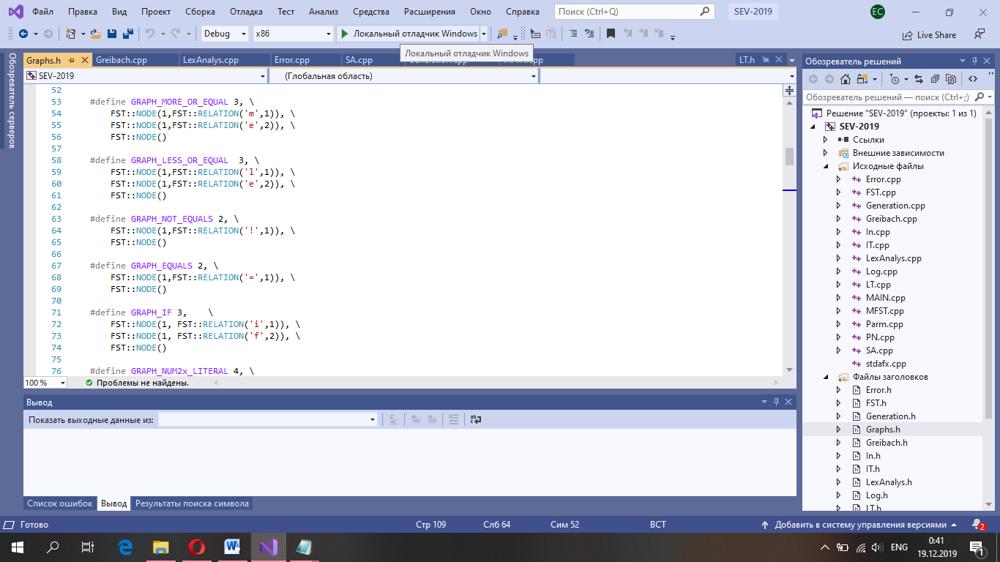 Файл Правка Вид Проект Сборка Отладка Тест Анализ Средства Расширения Окно Справка Поиск (Ctrl+Q) SEV-2019 EC
Debug x86 Локальный отладчик Windows Live Share
Локальный отладчик Windows
Обозреватель серверов
Graphs.h Greibach.cpp LexAnalys.cpp Error.cpp SA.cpp LT.h
SEV-2019 (Глобальная область)
52
53 #define GRAPH_MORE_OR_EQUAL 3, \
54 FST::NODE(1,FST::RELATION('m',1)), \
55 FST::NODE(1,FST::RELATION('e',2)), \
56 FST::NODE()
57
58 #define GRAPH_LESS_OR_EQUAL  3, \
59 FST::NODE(1,FST::RELATION('l',1)), \
60 FST::NODE(1,FST::RELATION('e',2)), \
61 FST::NODE()
62
63 #define GRAPH_NOT_EQUALS 2, \
64 FST::NODE(1,FST::RELATION('!',1)), \
65 FST::NODE()
66
67 #define GRAPH_EQUALS 2, \
68 FST::NODE(1,FST::RELATION('=',1)), \
69 FST::NODE()
70
71 #define GRAPH_IF 3,    \
72 FST::NODE(1, FST::RELATION('i',1)), \
73 FST::NODE(1, FST::RELATION('f',2)), \
74 FST::NODE()
75
76 #define GRAPH_NUM2x_LITERAL 4, \
100 % Проблемы не найдены.
Вывод
Показать выходные данные из:
Список ошибок Вывод Результаты поиска символа
Обозреватель решений
Обозреватель решений — поиск (Ctrl+;)
Решение "SEV-2019" (проекты: 1 из 1)
SEV-2019
Ссылки
Внешние зависимости
Исходные файлы
Error.cpp
FST.cpp
Generation.cpp
Greibach.cpp
In.cpp
IT.cpp
LexAnalys.cpp
Log.cpp
LT.cpp
MAIN.cpp
MFST.cpp
Parm.cpp
PN.cpp
SA.cpp
stdafx.cpp
Файлы заголовков
Error.h
FST.h
Generation.h
Graphs.h
Greibach.h
In.h
IT.h
LexAnalys.h
Log.h
LT.h
Готово Стр 109 Слб 64 Сим 52 ВСТ Добавить в систему управления версиями 2
ENG 0:41
19.12.2019 1